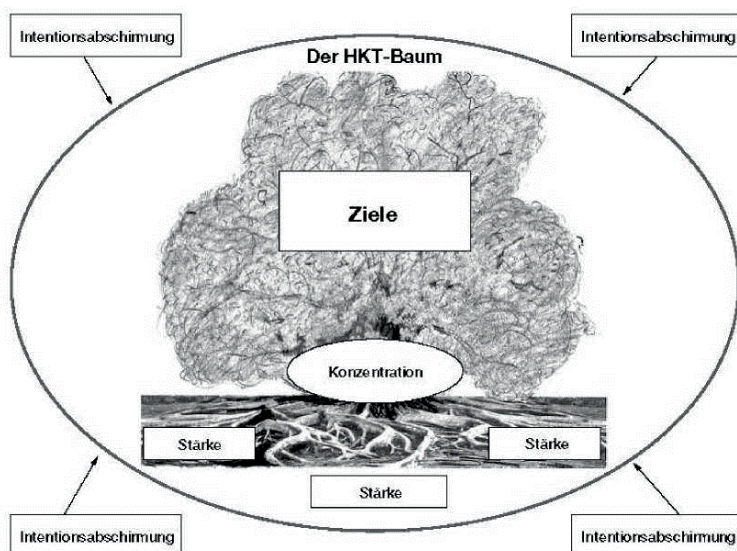 Intentionsabschirmung
Intentionsabschirmung
Der HKT-Baum
Ziele
Konzentration
Stärke
Stärke
Stärke
Intentionsabschirmung
Intentionsabschirmung